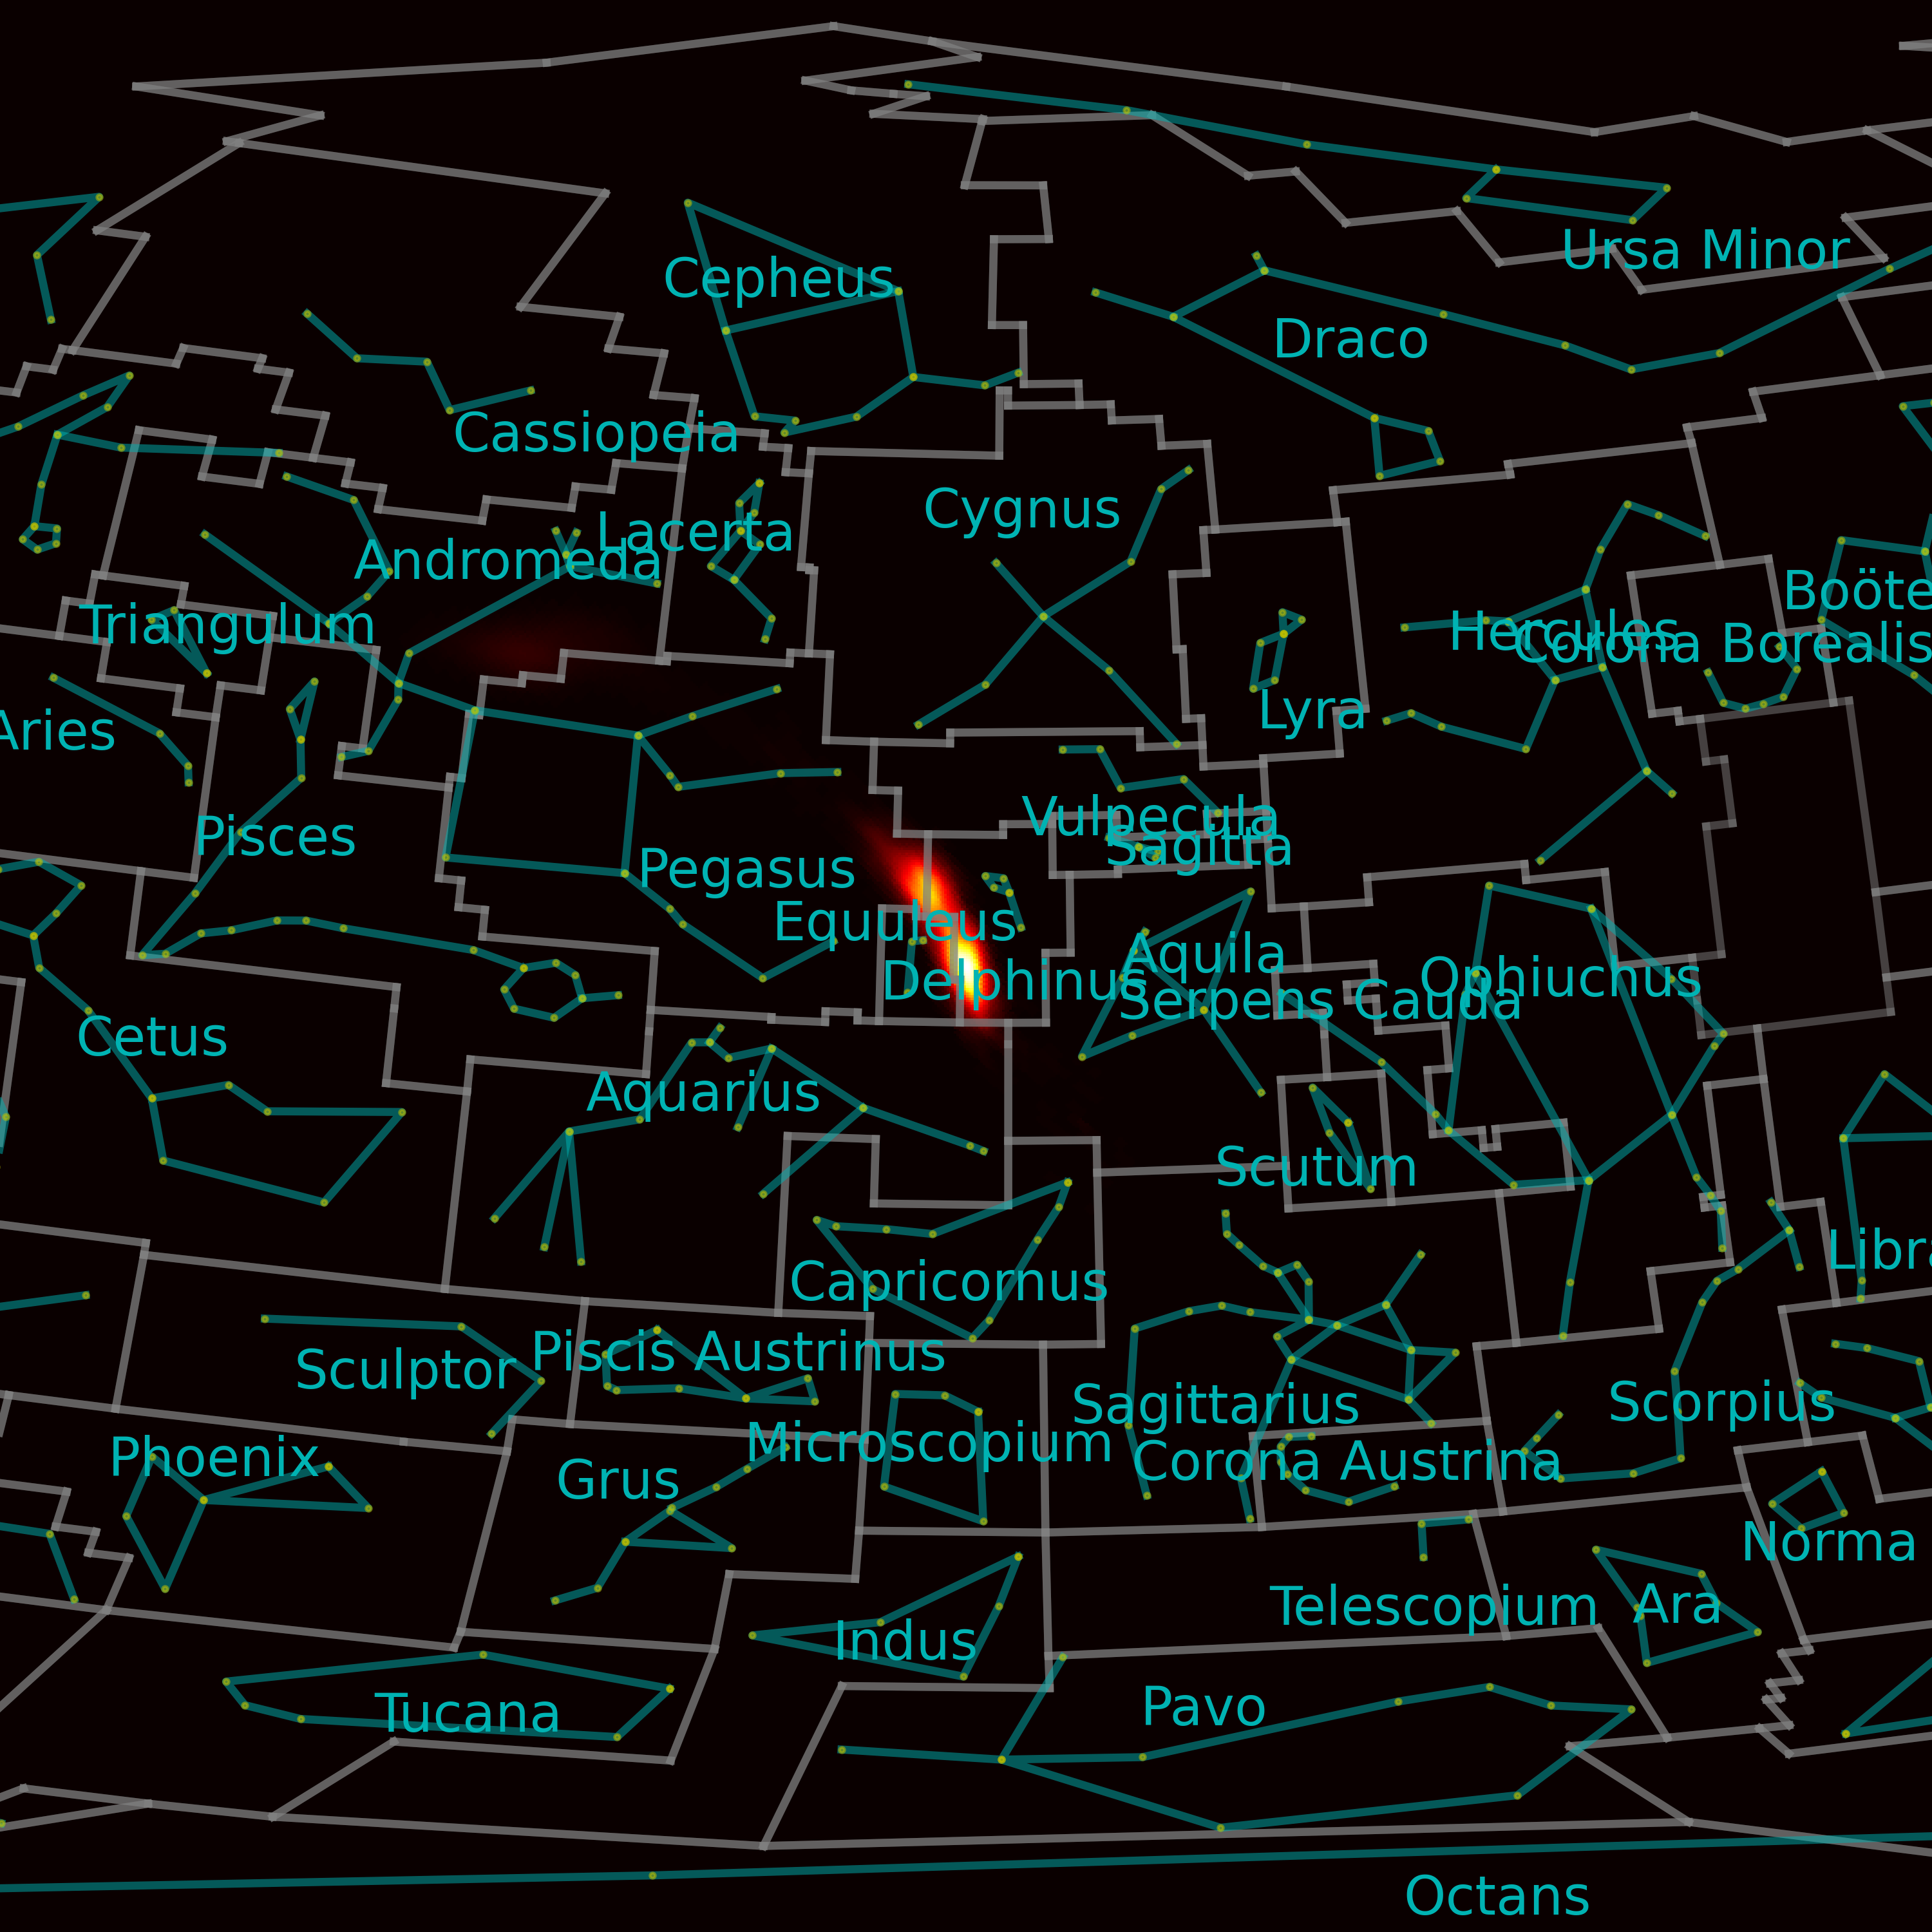 Ursa Minor
Cepheus
Draco
Cassiopeia
Cygnus
Lacerta
Andromeda
Boöte
Triangulum
Hercules
Corona Borealis
Lyra
Aries
Vulpecula
Pisces
Sagitta
Pegasus
Equuleus
Aquila
Delphinus
Ophiuchus
Serpens Cauda
Cetus
Aquarius
Scutum
Libra
Capricornus
Piscis Austrinus
Sculptor
Sagittarius
Scorpius
Microscopium
Phoenix
Corona Austrina
Grus
Norma
Telescopium
Ara
Indus
Pavo
Tucana
Octans